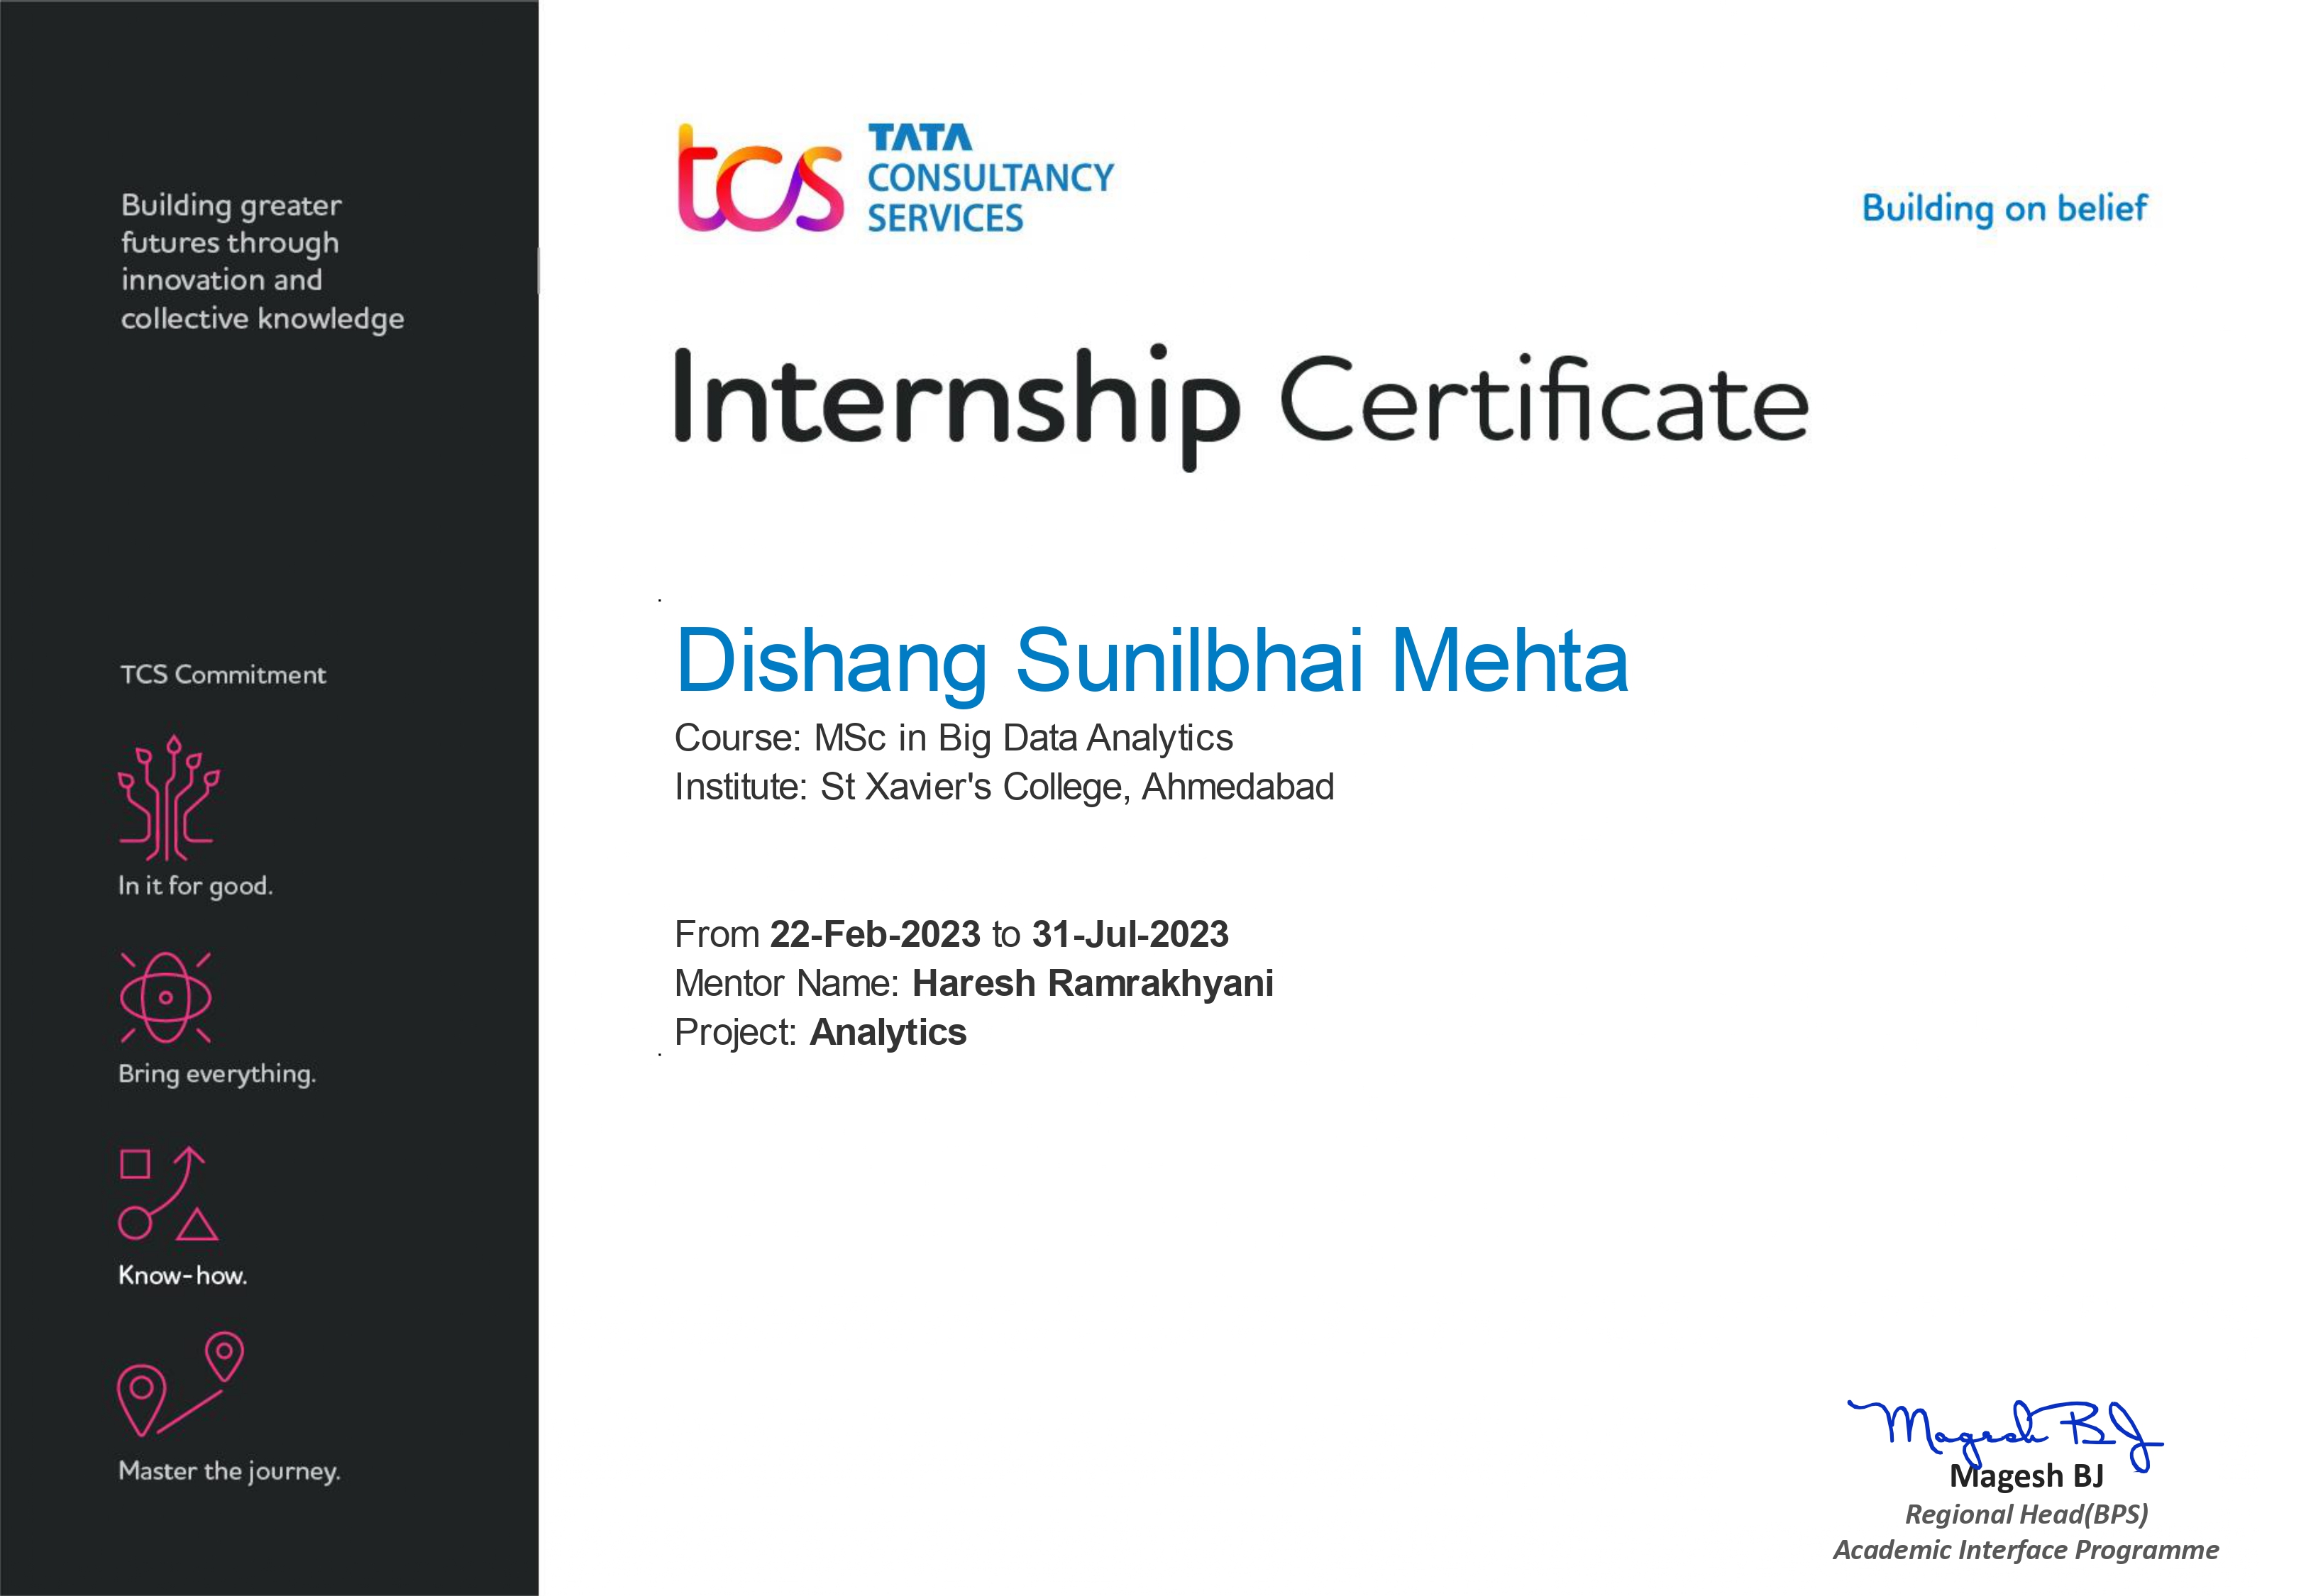 Building greater
futures through
innovation and
collective knowledge
TCS Commitment
In it for good.
Bring everything.
Know-how.
Master the journey.
tcs
TATA
CONSULTANCY
SERVICES
Building on belief
Internship Certificate
Dishang Sunilbhai Mehta
Course: MSc in Big Data Analytics
Institute: St Xavier's College, Ahmedabad
From 22-Feb-2023 to 31-Jul-2023
Mentor Name: Haresh Ramrakhyani
Project: Analytics
Magesh BJ
Magesh BJ
Regional Head(BPS)
Academic Interface Programme